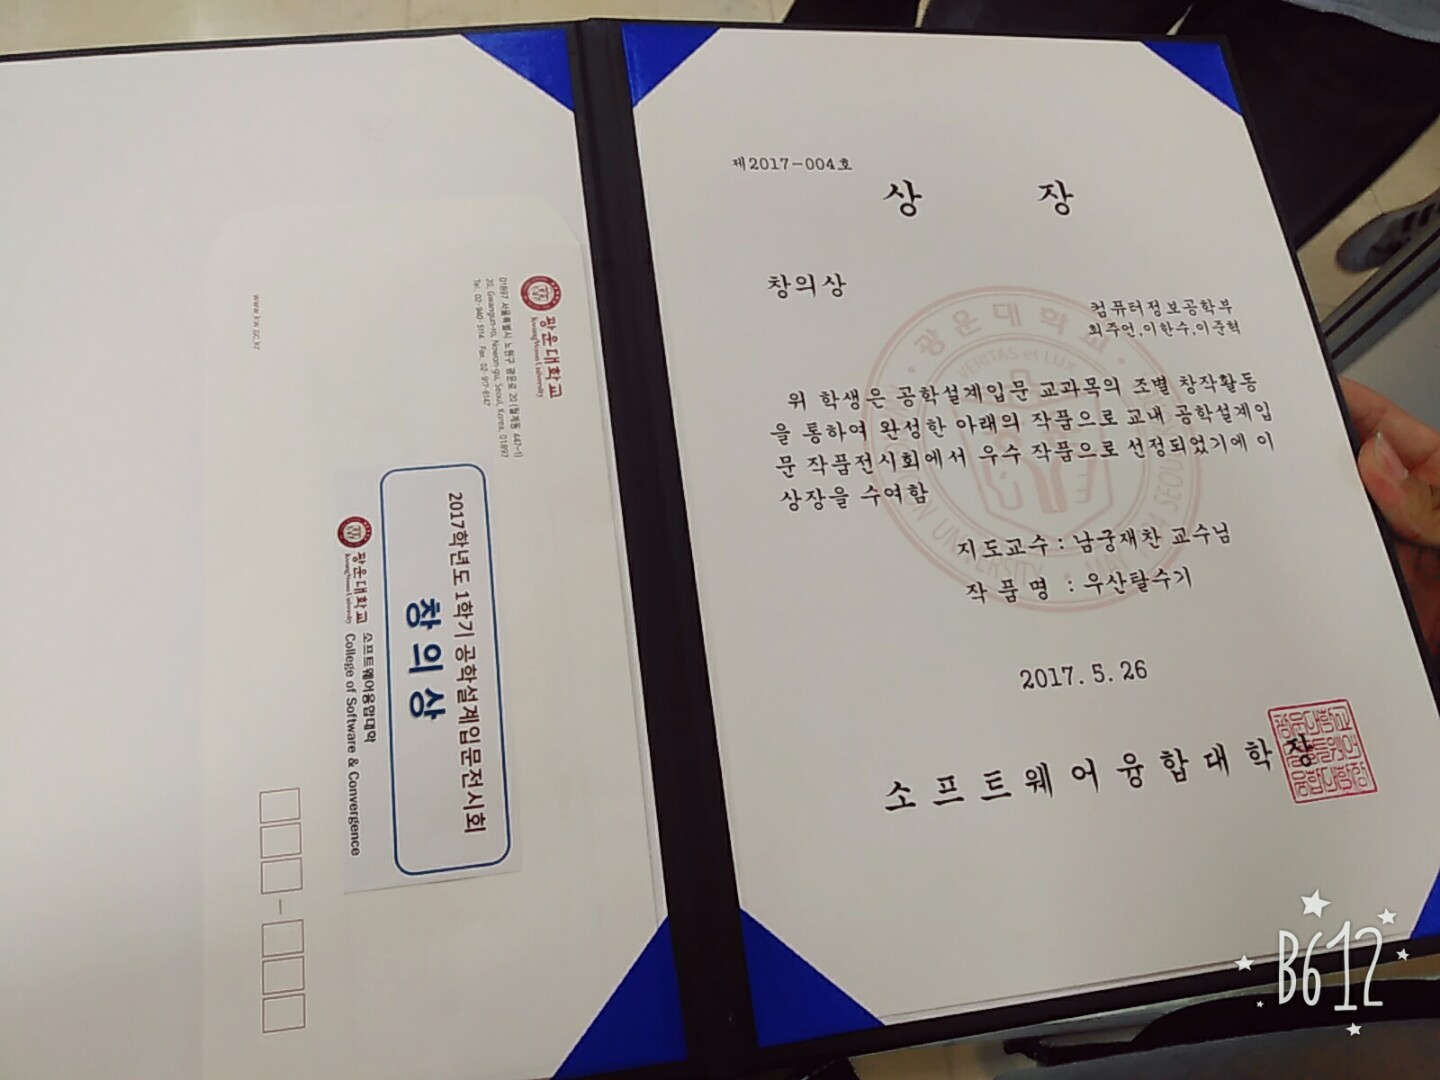 제2017-004호
상 장
창의상
컴퓨터정보공학부
최주언,이한수,이준혁
위 학생은 공학설계입문 교과목의 조별 창작활동
을 통하여 완성한 아래의 작품으로 교내 공학설계입
문 작품전시회에서 우수 작품으로 선정되었기에 이
상장을 수여함
지도교수 : 남궁재찬 교수님
작 품 명 : 우산탈수기
2017. 5. 26
소 프 트 웨 어 융 합 대 학 장
광운대학교
VERITAS et LUX
광운대학교
KwangWoon University
01897 서울특별시 노원구 광운로 20 (월계동 447-1)
20, Gwangun-ro, Nowon-gu, Seoul, Korea, 01897
Tel. 02-940-5114 Fax. 02-917-6147
2017학년도 1학기 공학설계입문전시회
창 의 상
광운대학교 소프트웨어융합대학
KwangWoon University College of Software & Convergence
www.kw.ac.kr
B612